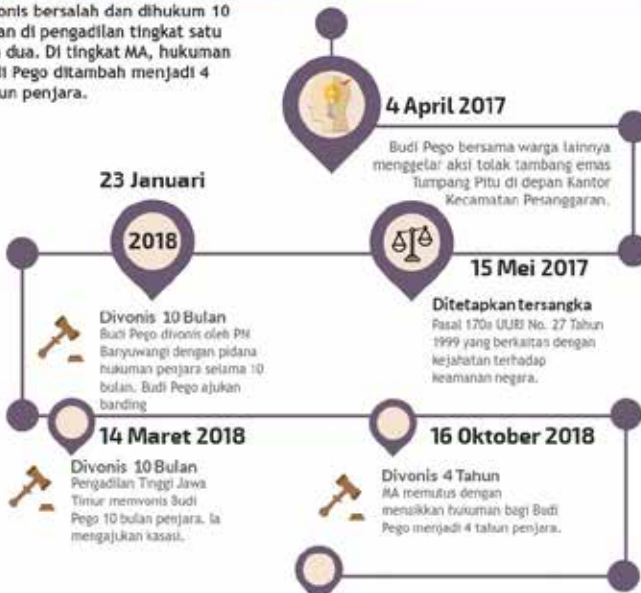 onis bersalah dan dihukum 10
an di pengadilan tingkat satu
dua. Di tingkat MA, hukuman
di Pego ditambah menjadi 4
un penjara.
4 April 2017
Budi Pego bersama warga lainnya
menggelar aksi tolak tambang emas
Tumpang Pitu di depan Kantor
Kecamatan Pesanggaran.
15 Mei 2017
Ditetapkan tersangka
Pasal 170a UURI No. 27 Tahun
1999 yang berkaitan dengan
kejahatan terhadap
keamanan negara.
23 Januari
2018
Divonis 10 Bulan
Budi Pego divonis oleh PN
Banyuwangi dengan pidana
hukuman penjara selama 10
bulan. Budi Pego ajukan
banding
14 Maret 2018
Divonis 10 Bulan
Pengadilan Tinggi Jawa
Timur memvonis Budi
Pego 10 bulan penjara. Ia
mengajukan kasasi.
16 Oktober 2018
Divonis 4 Tahun
MA memutus dengan
menaikkan hukuman bagi Budi
Pego menjadi 4 tahun penjara.